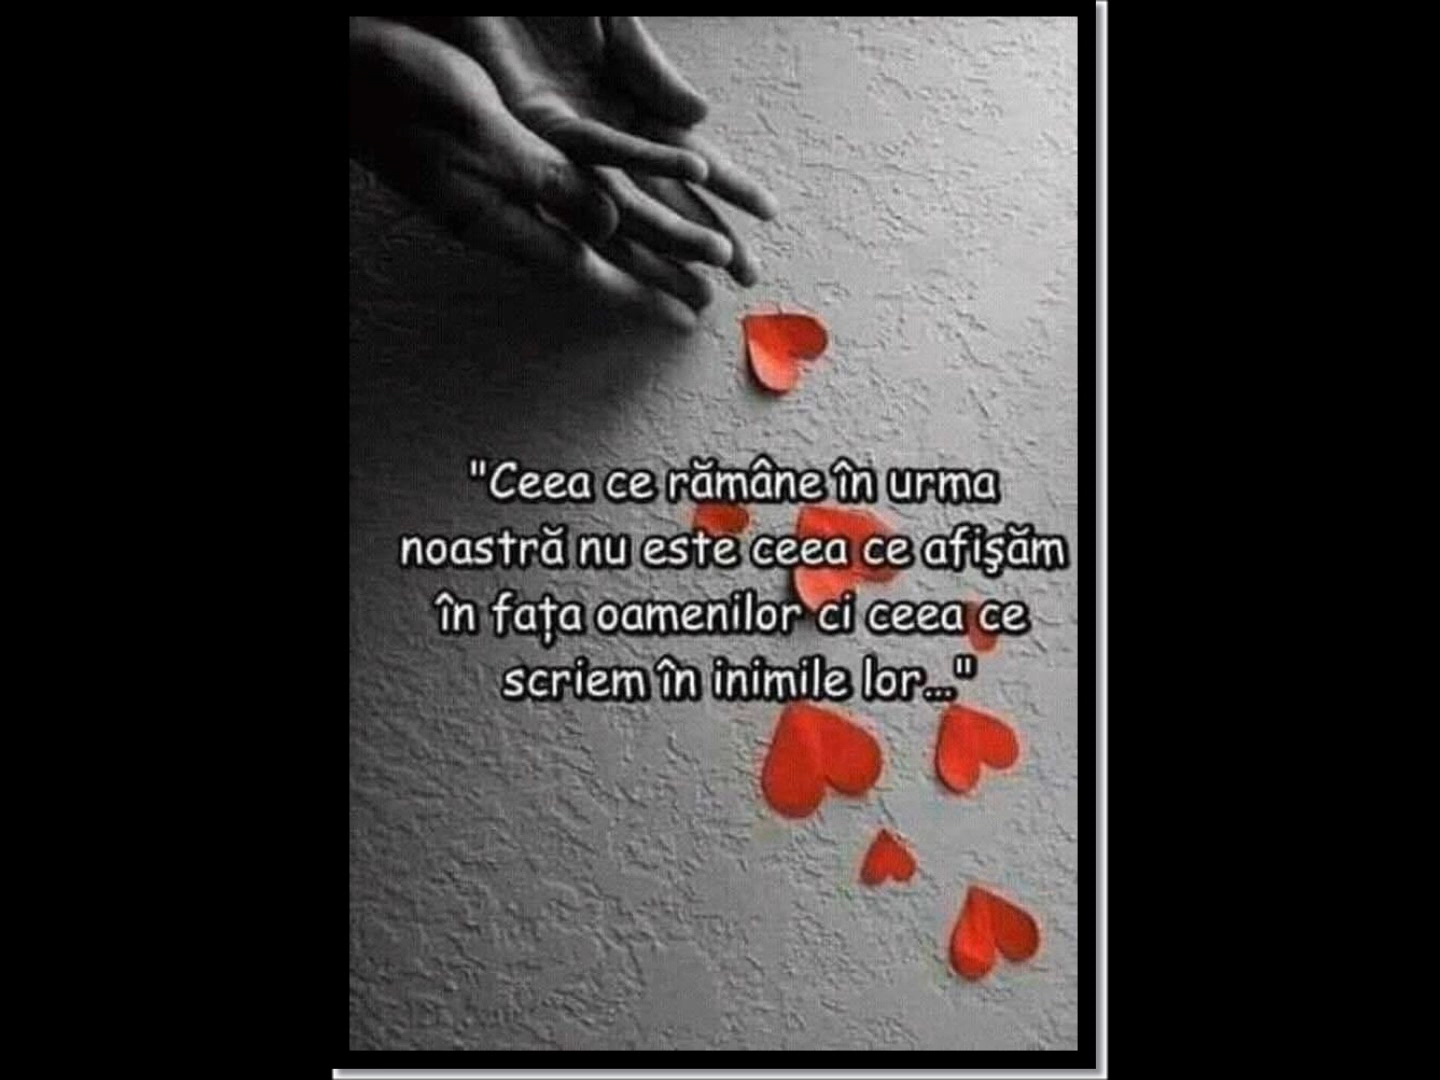 "Ceea ce rămâne în urma
noastră nu este ceea ce afişăm
în fața oamenilor ci ceea ce
scriem în inimile lor..."